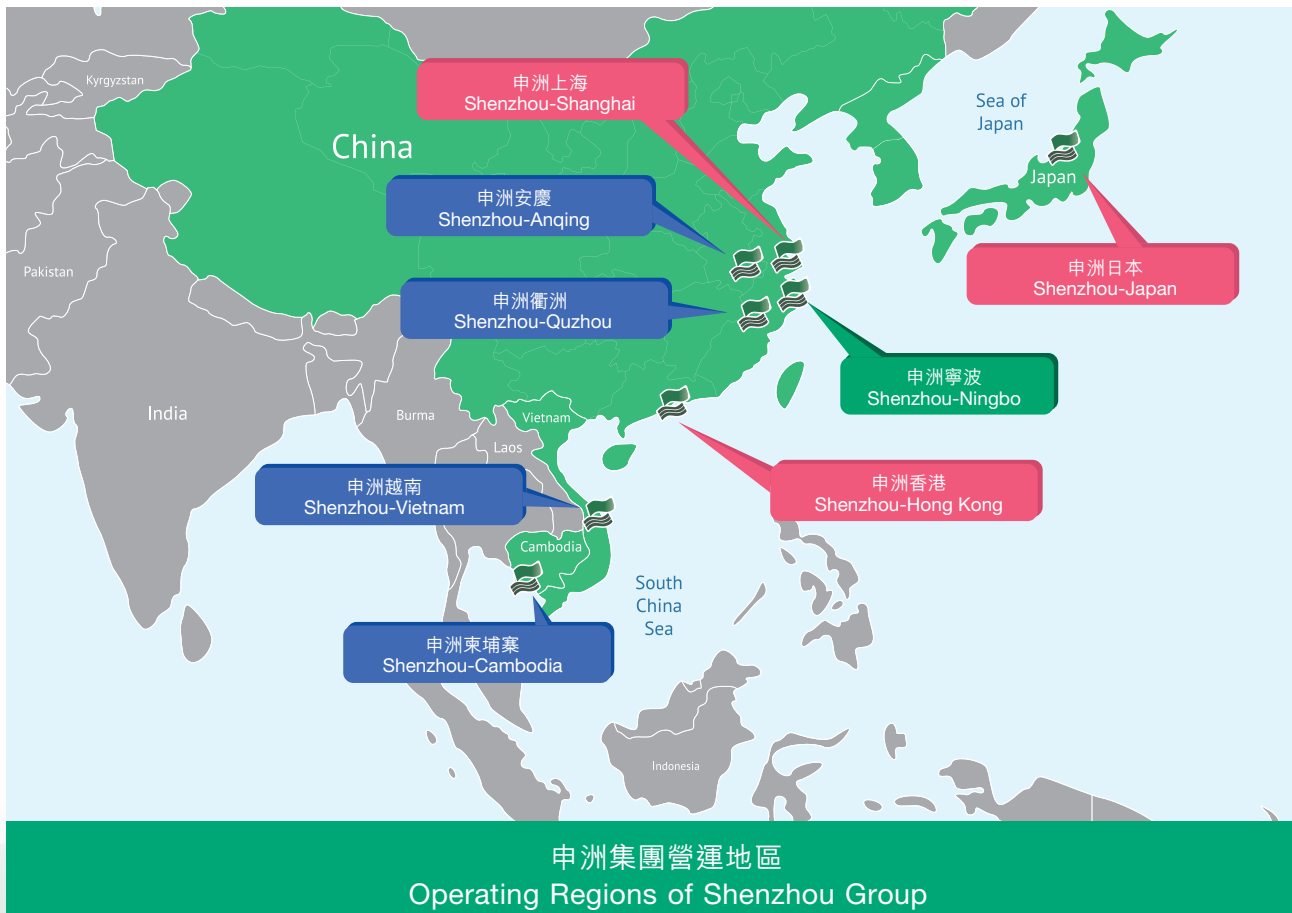 Kyrgyzstan
申洲上海
Shenzhou-Shanghai
Sea of
Japan
China
Japan
申洲安慶
Shenzhou-Anqing
Pakistan
申洲日本
Shenzhou-Japan
申洲衢洲
Shenzhou-Quzhou
申洲寧波
Shenzhou-Ningbo
India
Burma
Vietnam
Laos
申洲越南
Shenzhou-Vietnam
申洲香港
Shenzhou-Hong Kong
Cambodia
South
China
Sea
申洲柬埔寨
Shenzhou-Cambodia
Indonesia
申洲集團營運地區
Operating Regions of Shenzhou Group